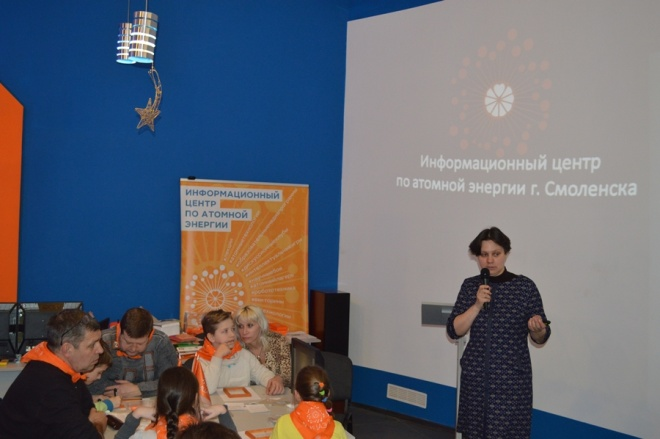 Информационный центр
по атомной энергии г. Смоленска
ИНФОРМАЦИОННЫЙ
ЦЕНТР
ПО АТОМНОЙ
ЭНЕРГИИ